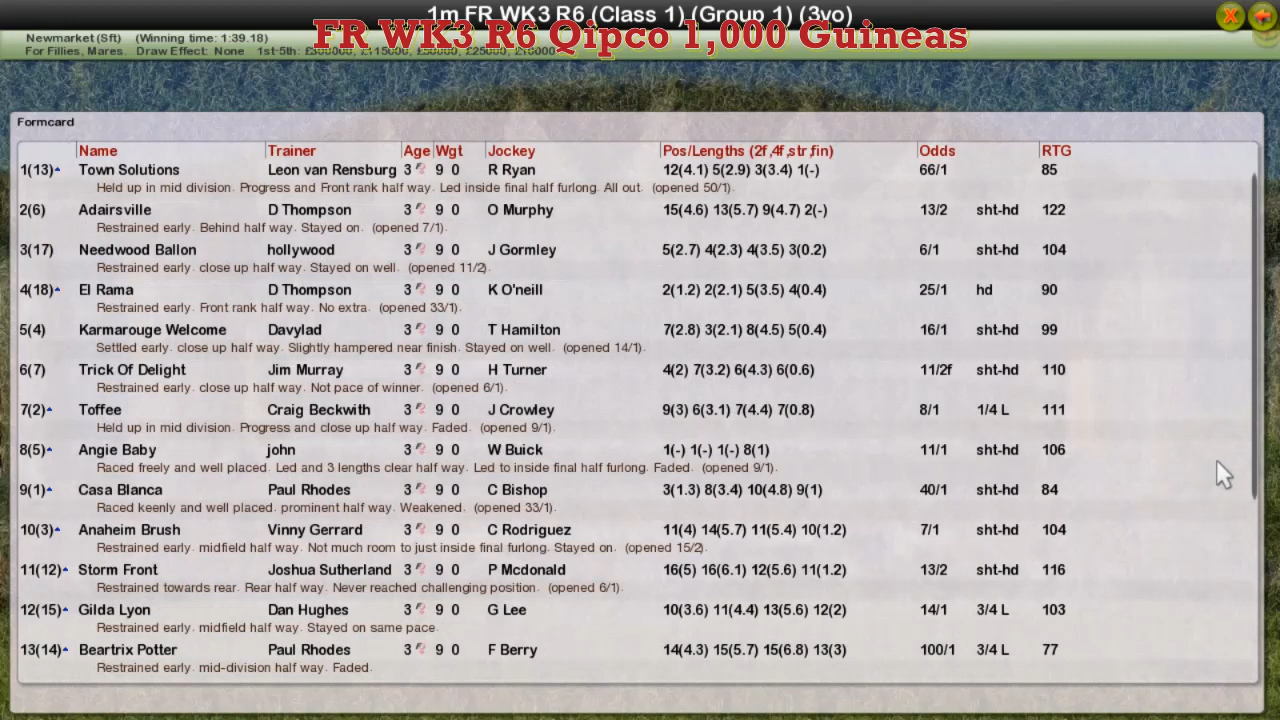 1m FR WK3 R6 (Class 1) (Group 1) (3yo)
FR WK3 R6 Qipco 1,000 Guineas
Newmarket (Sft) (Winning time: 1:39.18)
For Fillies, Mares. Draw Effect: None 1st-5th: £300000, £115000, £50000, £25000, £10000
Formcard
Name Trainer Age Wgt Jockey Pos/Lengths (2f,4f,str,fin) Odds RTG
1(13) Town Solutions Leon van Rensburg 3 9 0 R Ryan 12(4.1) 5(2.9) 3(3.4) 1(-) 66/1 85
Held up in mid division. Progress and Front rank half way. Led inside final half furlong. All out. (opened 50/1).
2(6) Adairsville D Thompson 3 9 0 O Murphy 15(4.6) 13(5.7) 9(4.7) 2(-) 13/2 sht-hd 122
Restrained early. Behind half way. Stayed on. (opened 7/1).
3(17) Needwood Ballon hollywood 3 9 0 J Gormley 5(2.7) 4(2.3) 4(3.5) 3(0.2) 6/1 sht-hd 104
Restrained early. close up half way. Stayed on well. (opened 11/2).
4(18) El Rama D Thompson 3 9 0 K O'neill 2(1.2) 2(2.1) 5(3.5) 4(0.4) 25/1 hd 90
Restrained early. Front rank half way. No extra. (opened 33/1).
5(4) Karmarouge Welcome Davylad 3 9 0 T Hamilton 7(2.8) 3(2.1) 8(4.5) 5(0.4) 16/1 sht-hd 99
Settled early. close up half way. Slightly hampered near finish. Stayed on well. (opened 14/1).
6(7) Trick Of Delight Jim Murray 3 9 0 H Turner 4(2) 7(3.2) 6(4.3) 6(0.6) 11/2f sht-hd 110
Restrained early. close up half way. Not pace of winner. (opened 6/1).
7(2) Toffee Craig Beckwith 3 9 0 J Crowley 9(3) 6(3.1) 7(4.4) 7(0.8) 8/1 1/4 L 111
Held up in mid division. Progress and close up half way. Faded. (opened 9/1).
8(5) Angie Baby john 3 9 0 W Buick 1(-) 1(-) 1(-) 8(1) 11/1 sht-hd 106
Raced freely and well placed. Led and 3 lengths clear half way. Led to inside final half furlong. Faded. (opened 9/1).
9(1) Casa Blanca Paul Rhodes 3 9 0 C Bishop 3(1.3) 8(3.4) 10(4.8) 9(1) 40/1 sht-hd 84
Raced keenly and well placed. prominent half way. Weakened. (opened 33/1).
10(3) Anaheim Brush Vinny Gerrard 3 9 0 C Rodriguez 11(4) 14(5.7) 11(5.4) 10(1.2) 7/1 sht-hd 104
Restrained early. midfield half way. Not much room to just inside final furlong. Stayed on. (opened 15/2).
11(12) Storm Front Joshua Sutherland 3 9 0 P Mcdonald 16(5) 16(6.1) 12(5.6) 11(1.2) 13/2 sht-hd 116
Restrained towards rear. Rear half way. Never reached challenging position. (opened 6/1).
12(15) Gilda Lyon Dan Hughes 3 9 0 G Lee 10(3.6) 11(4.4) 13(5.6) 12(2) 14/1 3/4 L 103
Restrained early. midfield half way. Stayed on same pace.
13(14) Beartrix Potter Paul Rhodes 3 9 0 F Berry 14(4.3) 15(5.7) 15(6.8) 13(3) 100/1 3/4 L 77
Restrained early. mid-division half way. Faded.